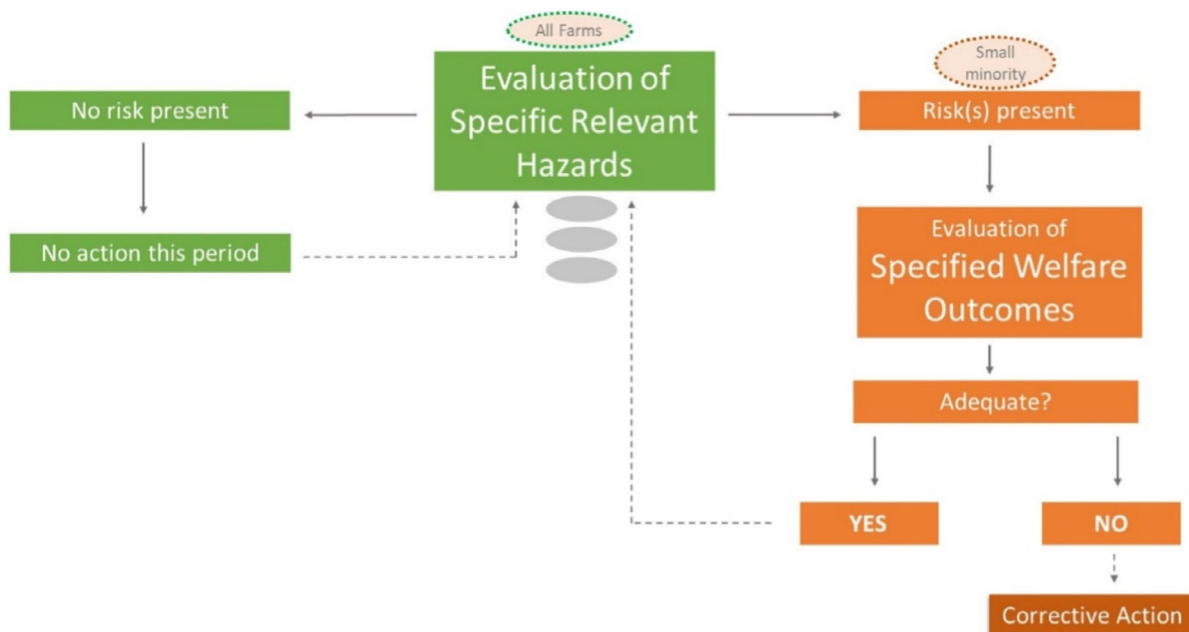 All Farms
Evaluation of
Specific Relevant
Hazards
Small
minority
No risk present
Risk(s) present
No action this period
Evaluation of
Specified Welfare
Outcomes
Adequate?
YES
NO
Corrective Action